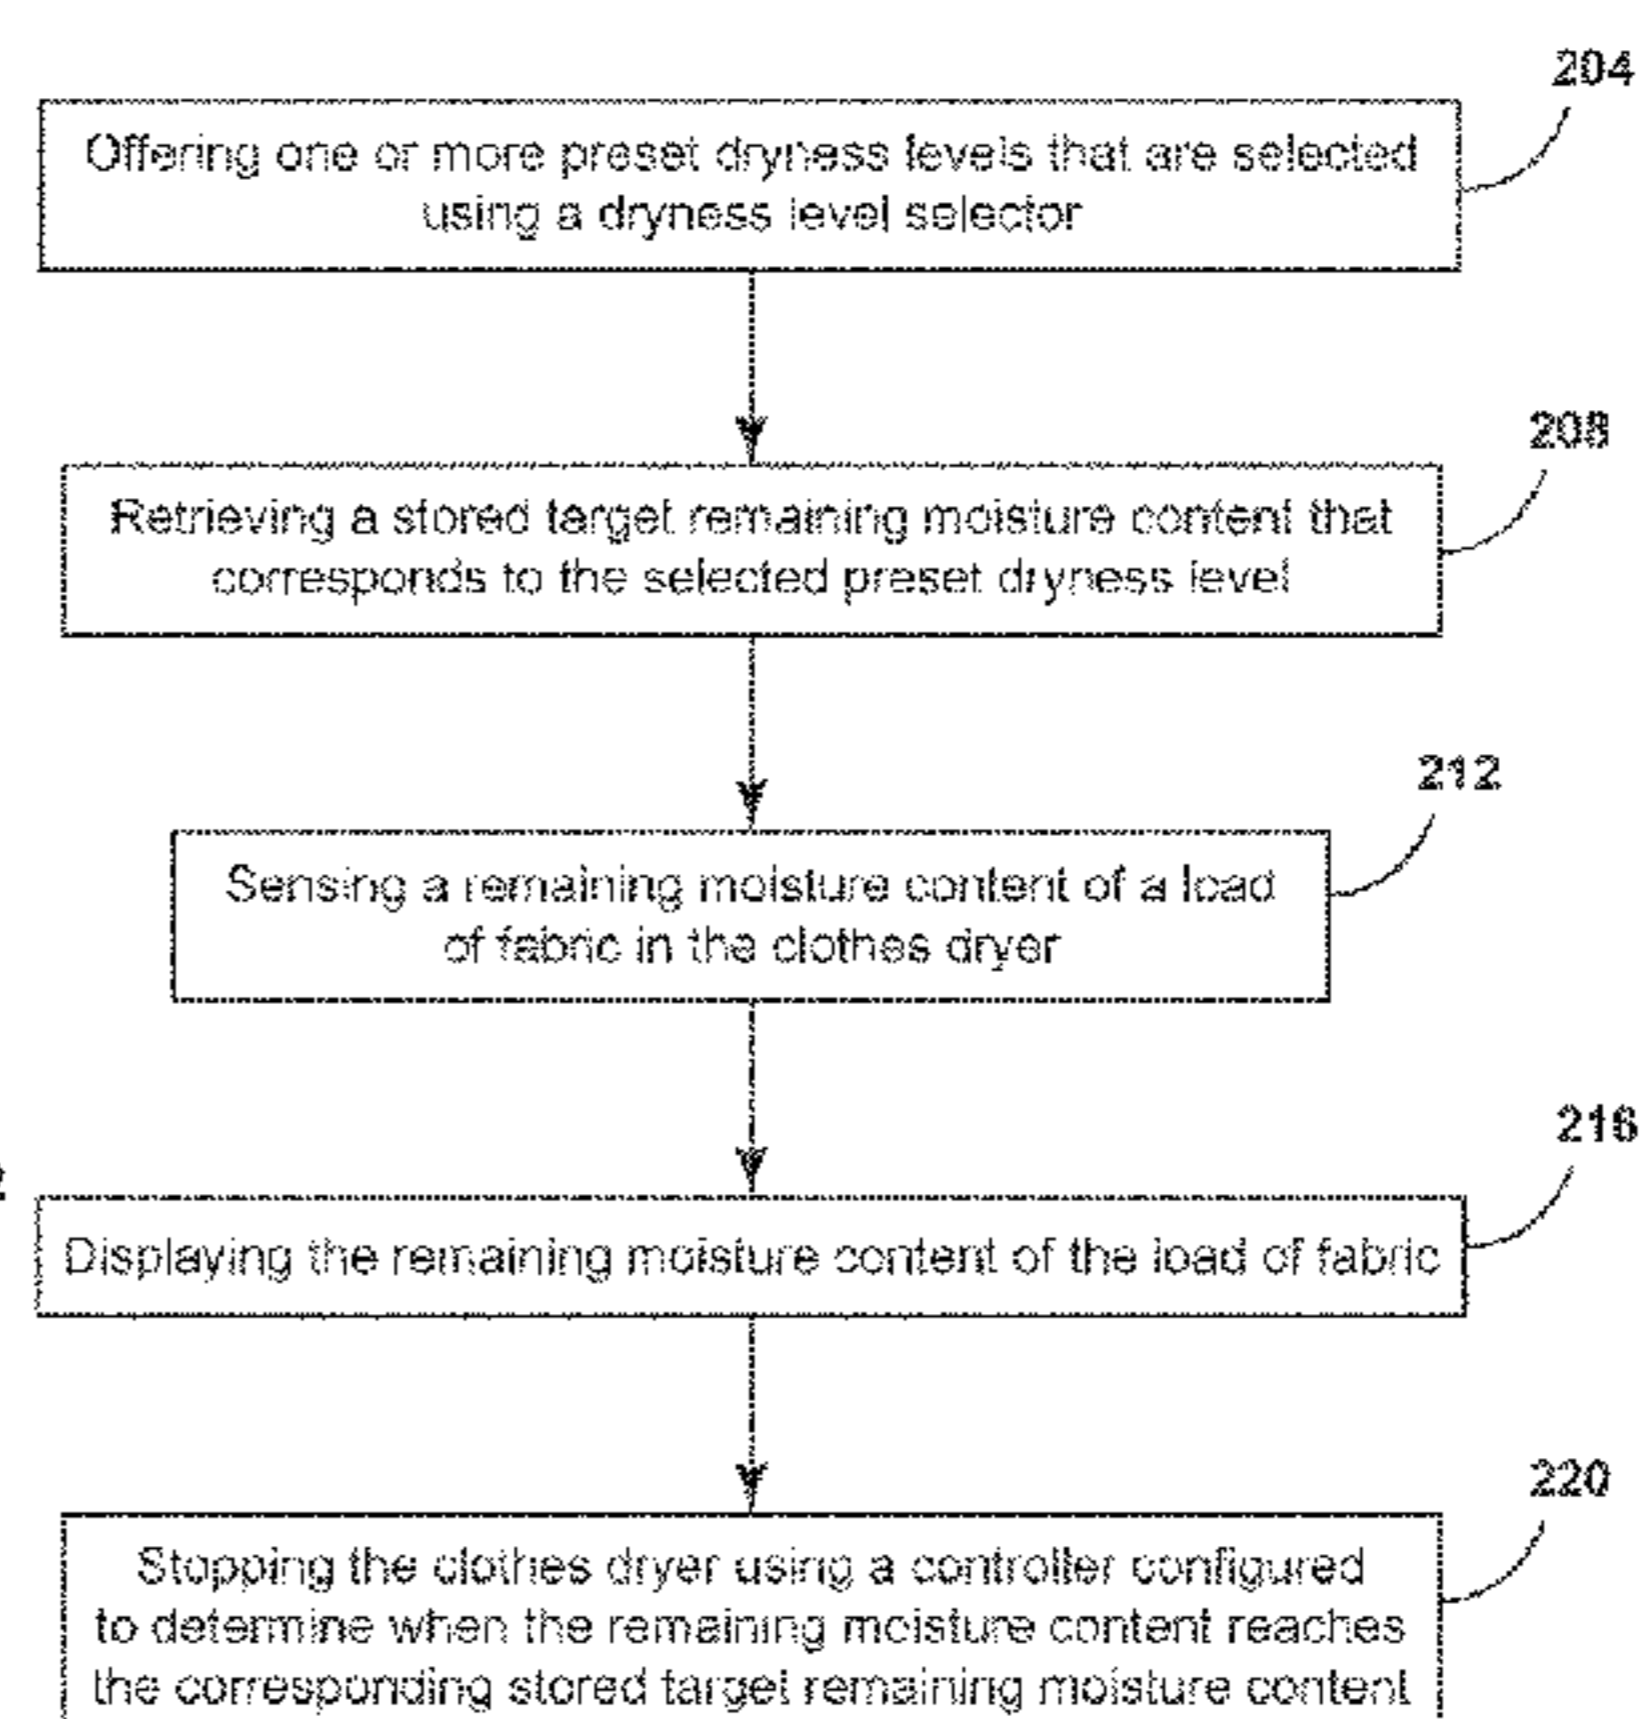 204
Offering one or more preset dryness levels that are selected
using a dryness level selector
208
Retrieving a stored target remaining moisture content that
corresponds to the selected preset dryness level
212
Sensing a remaining moisture content of a load
of fabric in the clothes dryer
216
Displaying the remaining moisture content of the load of fabric
220
Stopping the clothes dryer using a controller configured
to determine when the remaining moisture content reaches
the corresponding stored target remaining moisture content